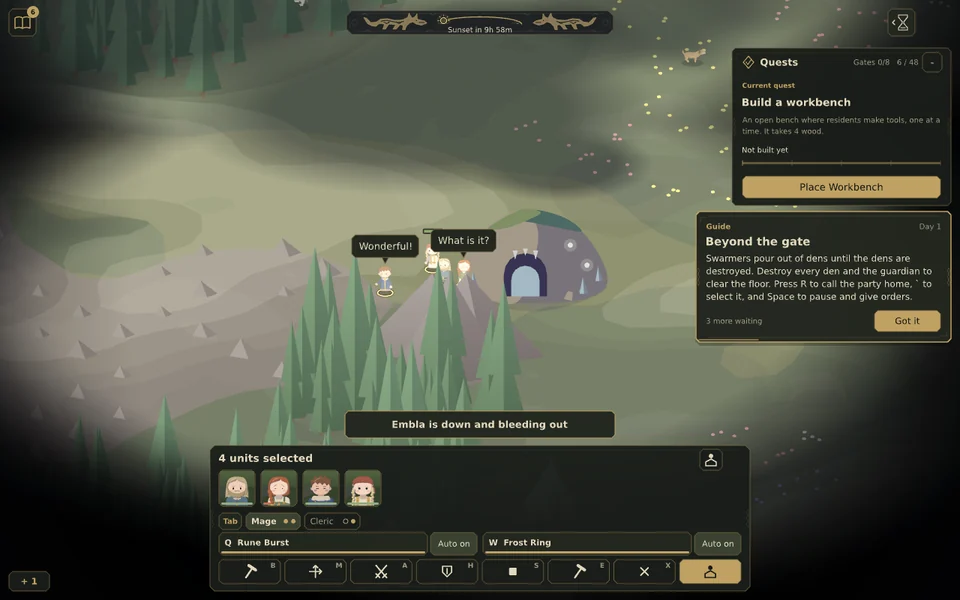 6
Sunset in 9h 58m
Quests
Gates 0/8 6 / 48
-
Current quest
Build a workbench
An open bench where residents make tools, one at a
time. It takes 4 wood.
Not built yet
Place Workbench
Guide
Day 1
Beyond the gate
Swarmers pour out of dens until the dens are
destroyed. Destroy every den and the guardian to
clear the floor. Press R to call the party home, ` to
select it, and Space to pause and give orders.
3 more waiting
Got it
Wonderful!
What is it?
Embla is down and bleeding out
4 units selected
Tab
Mage
Cleric
Q Rune Burst
Auto on
W Frost Ring
Auto on
B
M
A
H
S
E
X
+ 1